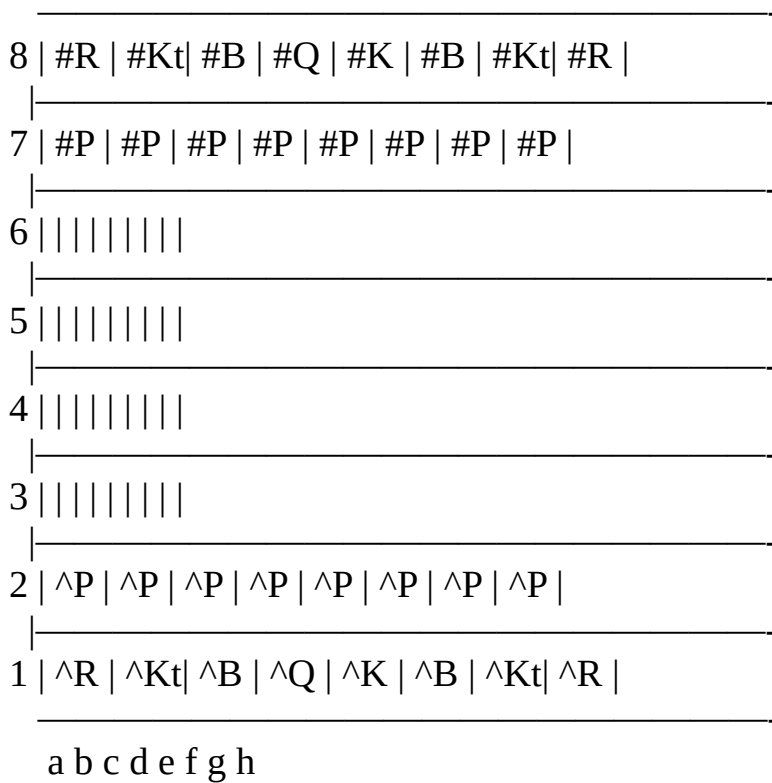 ————————————————————-
8 | #R | #Kt| #B | #Q | #K | #B | #Kt| #R |
|————————————————————-
7 | #P | #P | #P | #P | #P | #P | #P | #P |
|————————————————————-
6 | | | | | | | | |
|————————————————————-
5 | | | | | | | | |
|————————————————————-
4 | | | | | | | | |
|————————————————————-
3 | | | | | | | | |
|————————————————————-
2 | ^P | ^P | ^P | ^P | ^P | ^P | ^P | ^P |
|————————————————————-
1 | ^R | ^Kt| ^B | ^Q | ^K | ^B | ^Kt| ^R |
————————————————————-
a b c d e f g h